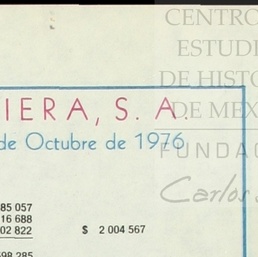 CENTRO
ESTUDI
DE HISTO
DE MEX
FUNDAC
Carlos
IERA, S. A.
de Octubre de 1976
85 057
16 688
02 822
$ 2 004 567
598 285